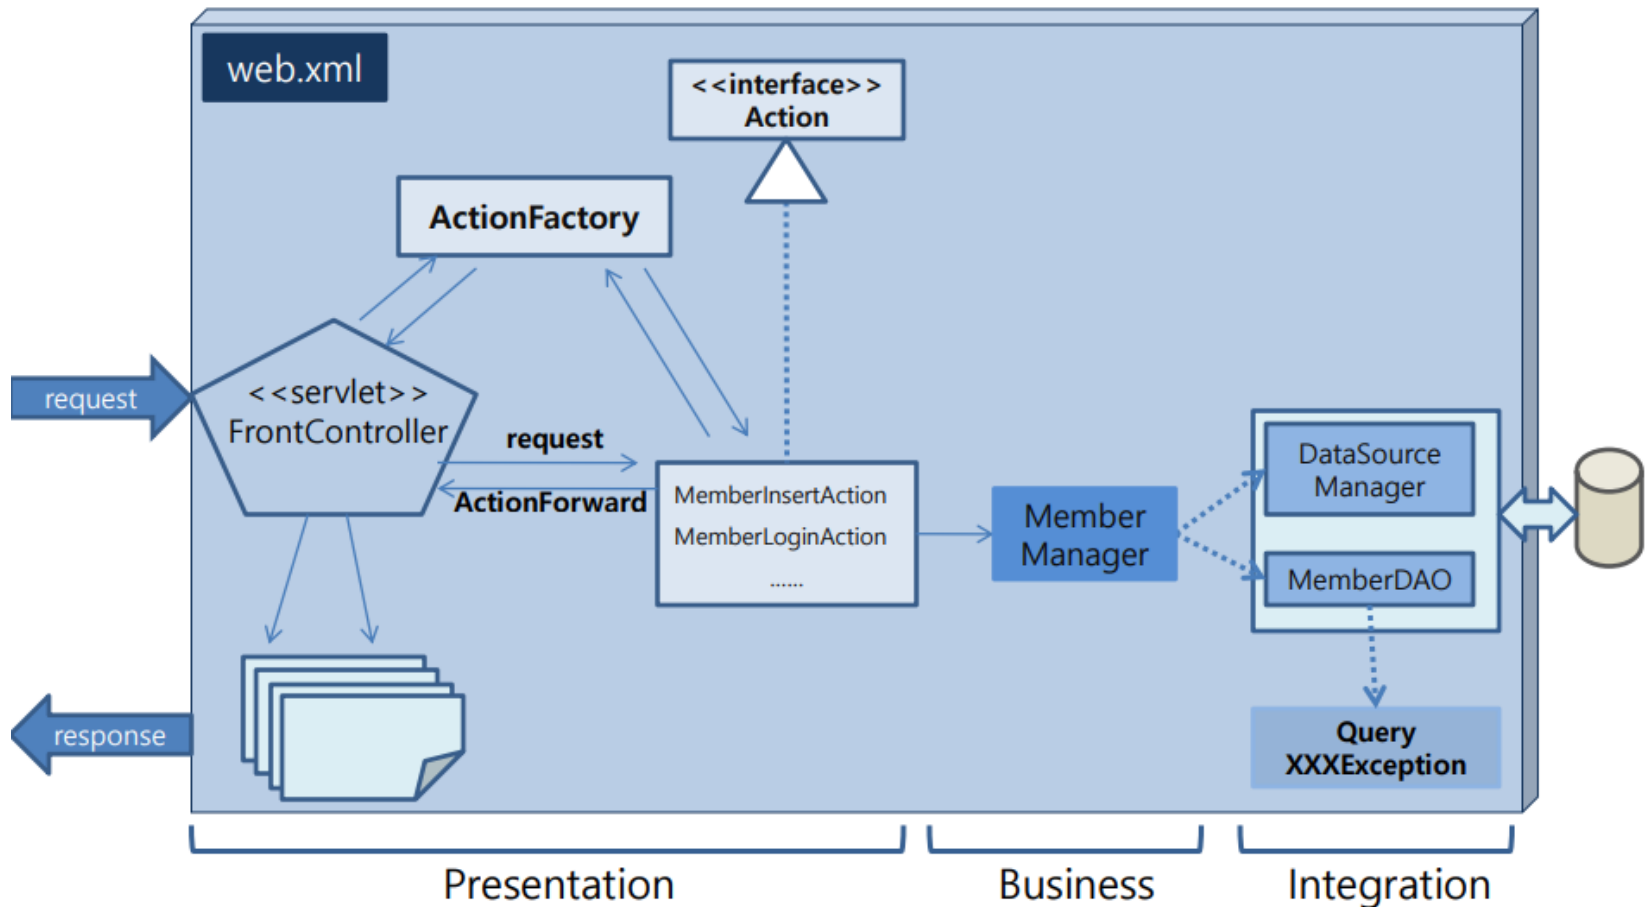 web.xml
<<interface>>
Action
ActionFactory
request
<<servlet>>
FrontController
request
ActionForward
MemberInsertAction
MemberLoginAction
......
Member
Manager
DataSource
Manager
MemberDAO
Query
XXXException
response
Presentation
Business
Integration